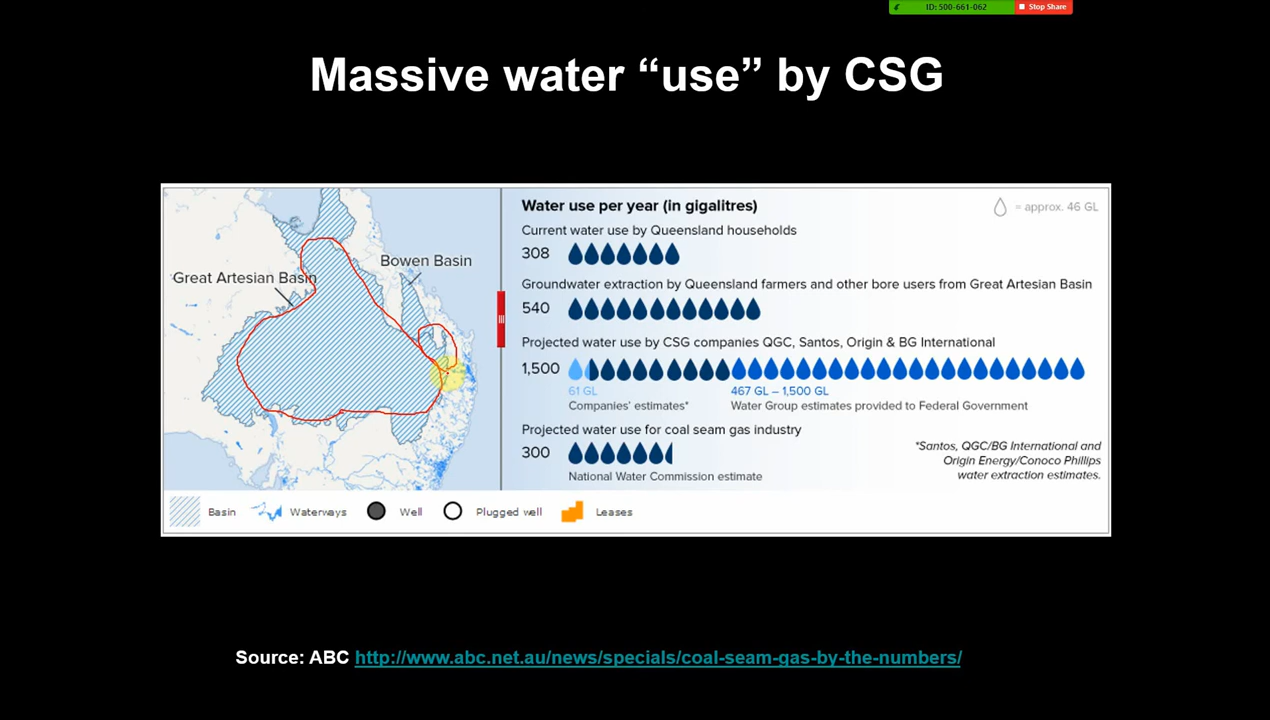 ID: 500-661-062
Stop Share
Massive water “use” by CSG
Great Artesian Basin
Bowen Basin
Water use per year (in gigalitres)
= approx. 46 GL
Current water use by Queensland households
308
Groundwater extraction by Queensland farmers and other bore users from Great Artesian Basin
540
Projected water use by CSG companies QGC, Santos, Origin & BG International
1,500
61 GL
467 GL – 1,500 GL
Companies’ estimates*
Water Group estimates provided to Federal Government
Projected water use for coal seam gas industry
300
National Water Commission estimate
*Santos, QGC/BG International and
Origin Energy/Conoco Phillips
water extraction estimates.
Basin
Waterways
Well
Plugged well
Leases
Source: ABC http://www.abc.net.au/news/specials/coal-seam-gas-by-the-numbers/